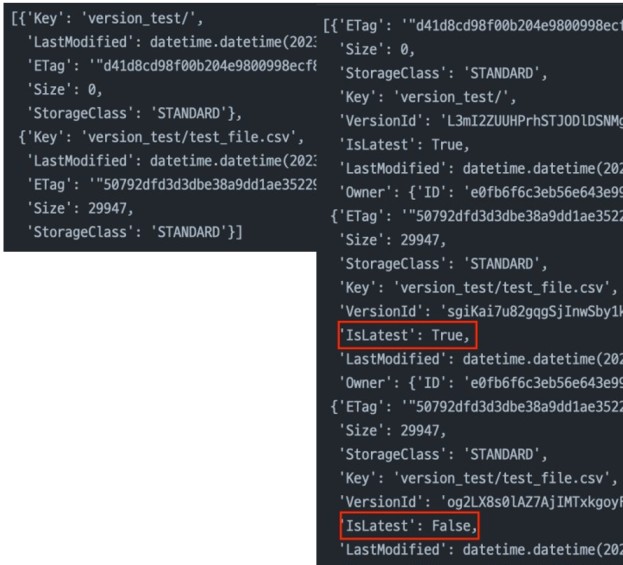 [{'Key': 'version_test/',
'LastModified': datetime.datetime(2023
'ETag': '"d41d8cd98f00b204e9800998ecf8
'Size': 0,
'StorageClass': 'STANDARD'},
{'Key': 'version_test/test_file.csv',
'LastModified': datetime.datetime(2023
'ETag': '"50792dfd3d3dbe38a9dd1ae35229
'Size': 29947,
'StorageClass': 'STANDARD'}]
[{'ETag': '"d41d8cd98f00b204e9800998ecf
'Size': 0,
'StorageClass': 'STANDARD',
'Key': 'version_test/',
'VersionId': 'L3mI2ZUUHPrhSTJODlDSNMg
'IsLatest': True,
'LastModified': datetime.datetime(202
'Owner': {'ID': 'e0fb6f6c3eb56e643e99
{'ETag': '"50792dfd3d3dbe38a9dd1ae3522
'Size': 29947,
'StorageClass': 'STANDARD',
'Key': 'version_test/test_file.csv',
'VersionId': 'sgiKai7u82gqgSjInwSby1k
'IsLatest': True,
'LastModified': datetime.datetime(202
'Owner': {'ID': 'e0fb6f6c3eb56e643e99
{'ETag': '"50792dfd3d3dbe38a9dd1ae3522
'Size': 29947,
'StorageClass': 'STANDARD',
'Key': 'version_test/test_file.csv',
'VersionId': 'og2LX8s0lAZ7AjIMTxkgoyF
'IsLatest': False,
'LastModified': datetime.datetime(202